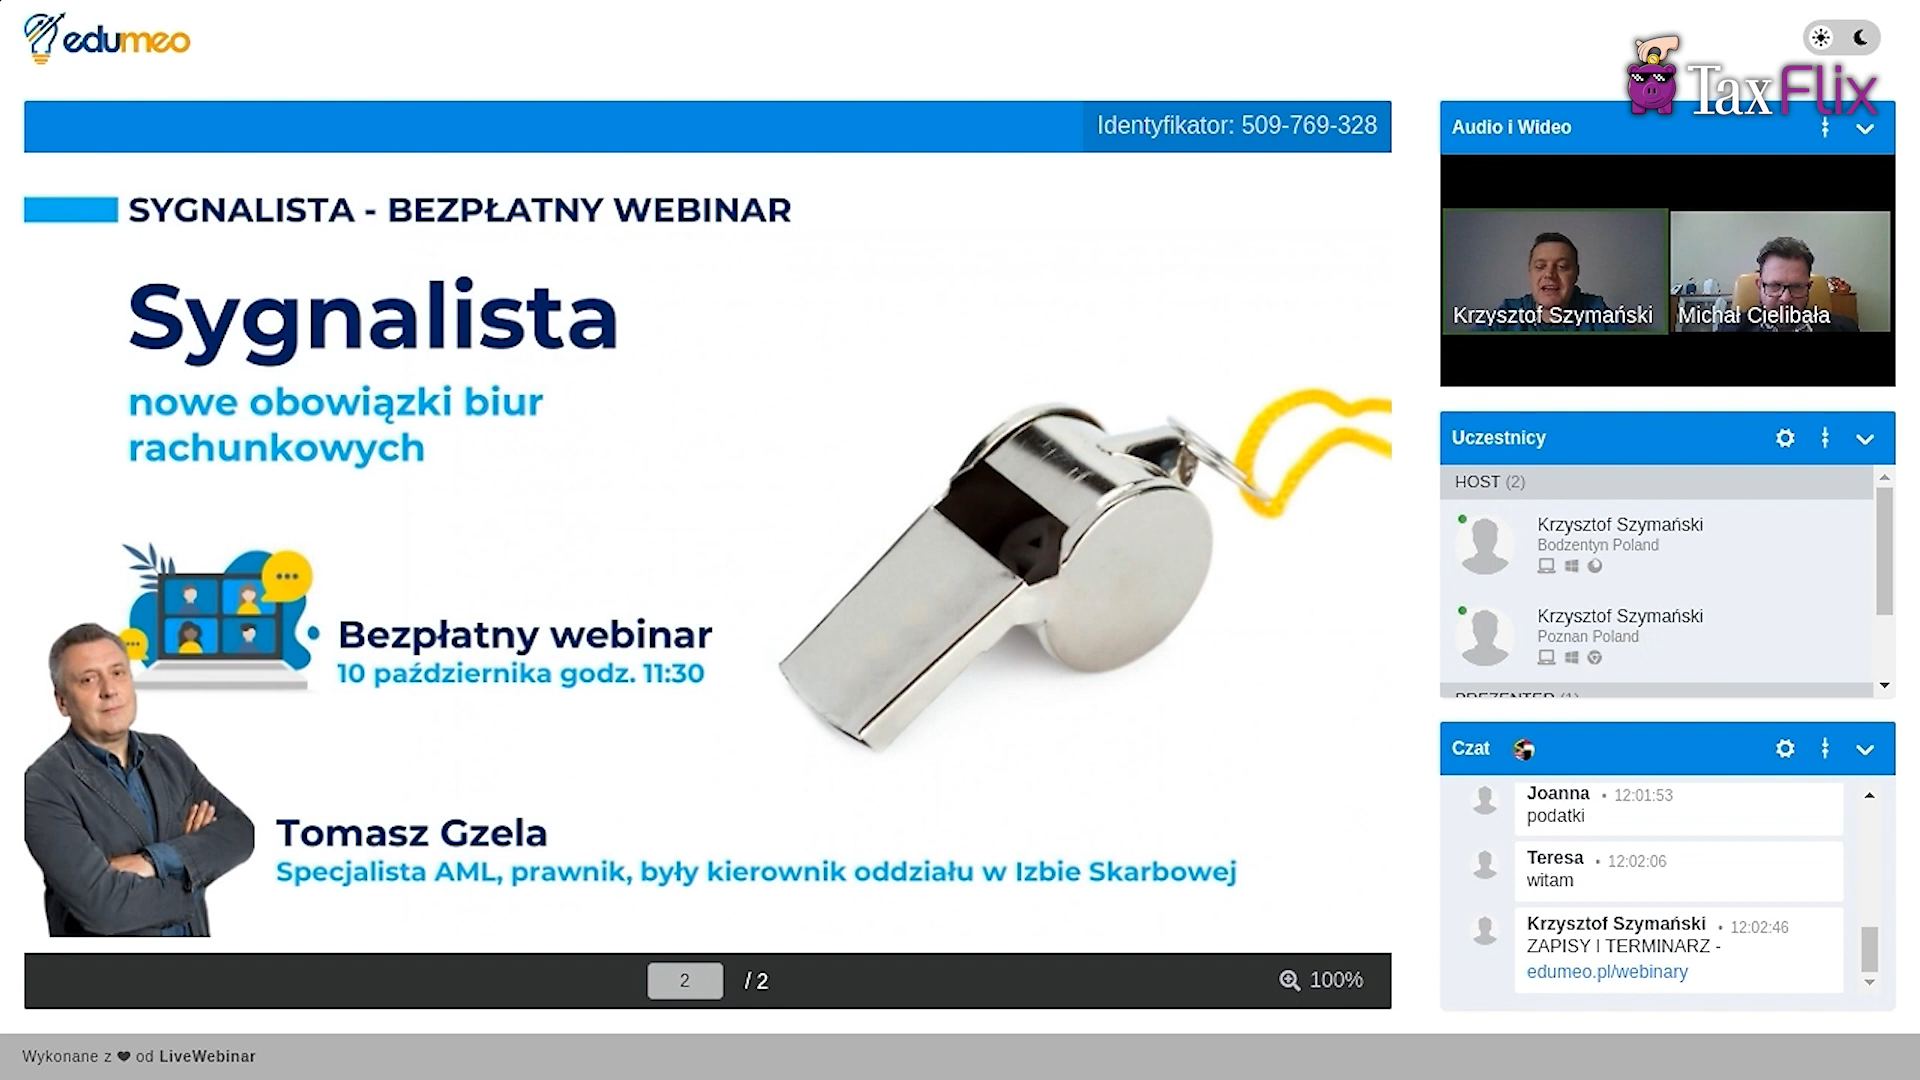 edumeo
TaxFlix
Identyfikator: 509-769-328
SYGNALISTA - BEZPŁATNY WEBINAR
Sygnalista
nowe obowiązki biur
rachunkowych
Bezpłatny webinar
10 października godz. 11:30
Tomasz Gzela
Specjalista AML, prawnik, były kierownik oddziału w Izbie Skarbowej
2 / 2
100%
Audio i Wideo
Krzysztof Szymański
Michał Cielibała
Uczestnicy
HOST (2)
Krzysztof Szymański
Bodzentyn Poland
Krzysztof Szymański
Poznan Poland
PREZENTER (1)
Czat
Joanna • 12:01:53
podatki
Teresa • 12:02:06
witam
Krzysztof Szymański • 12:02:46
ZAPISY I TERMINARZ -
edumeo.pl/webinary
Wykonane z ❤ od LiveWebinar